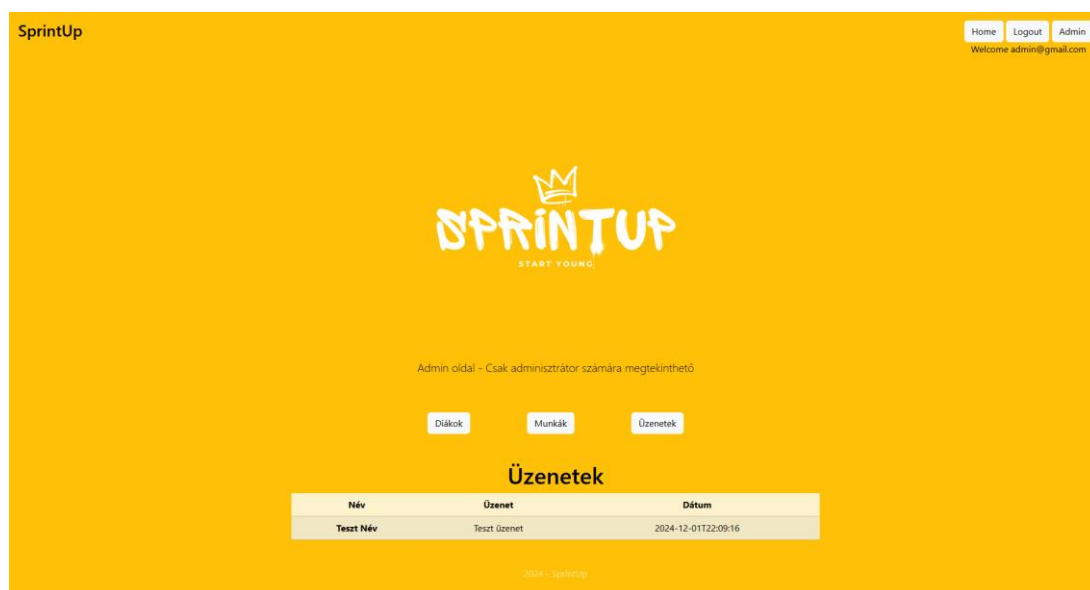 SprintUp
Home Logout Admin
Welcome admin@gmail.com
SPRINTUP
START YOUNG
Admin oldal - Csak adminisztrátor számára megtekinthető
Diákok Munkák Üzenetek
Üzenetek
Név Üzenet Dátum
Teszt Név Teszt üzenet 2024-12-01T22:09:16
2024 - SprintUp